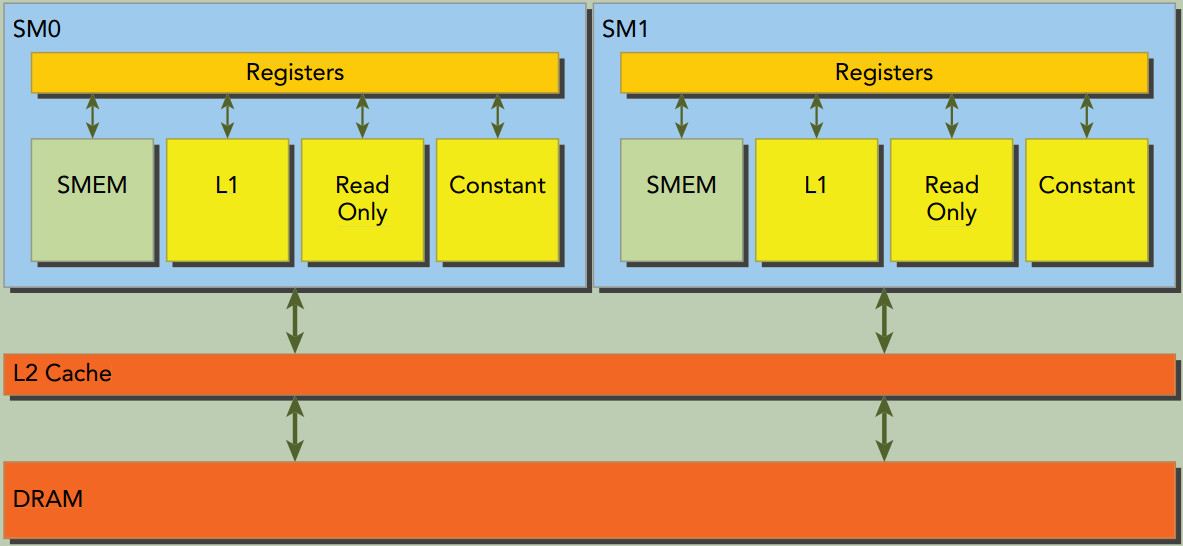 SM0
Registers
SMEM
L1
Read
Only
Constant
SM1
Registers
SMEM
L1
Read
Only
Constant
L2 Cache
DRAM